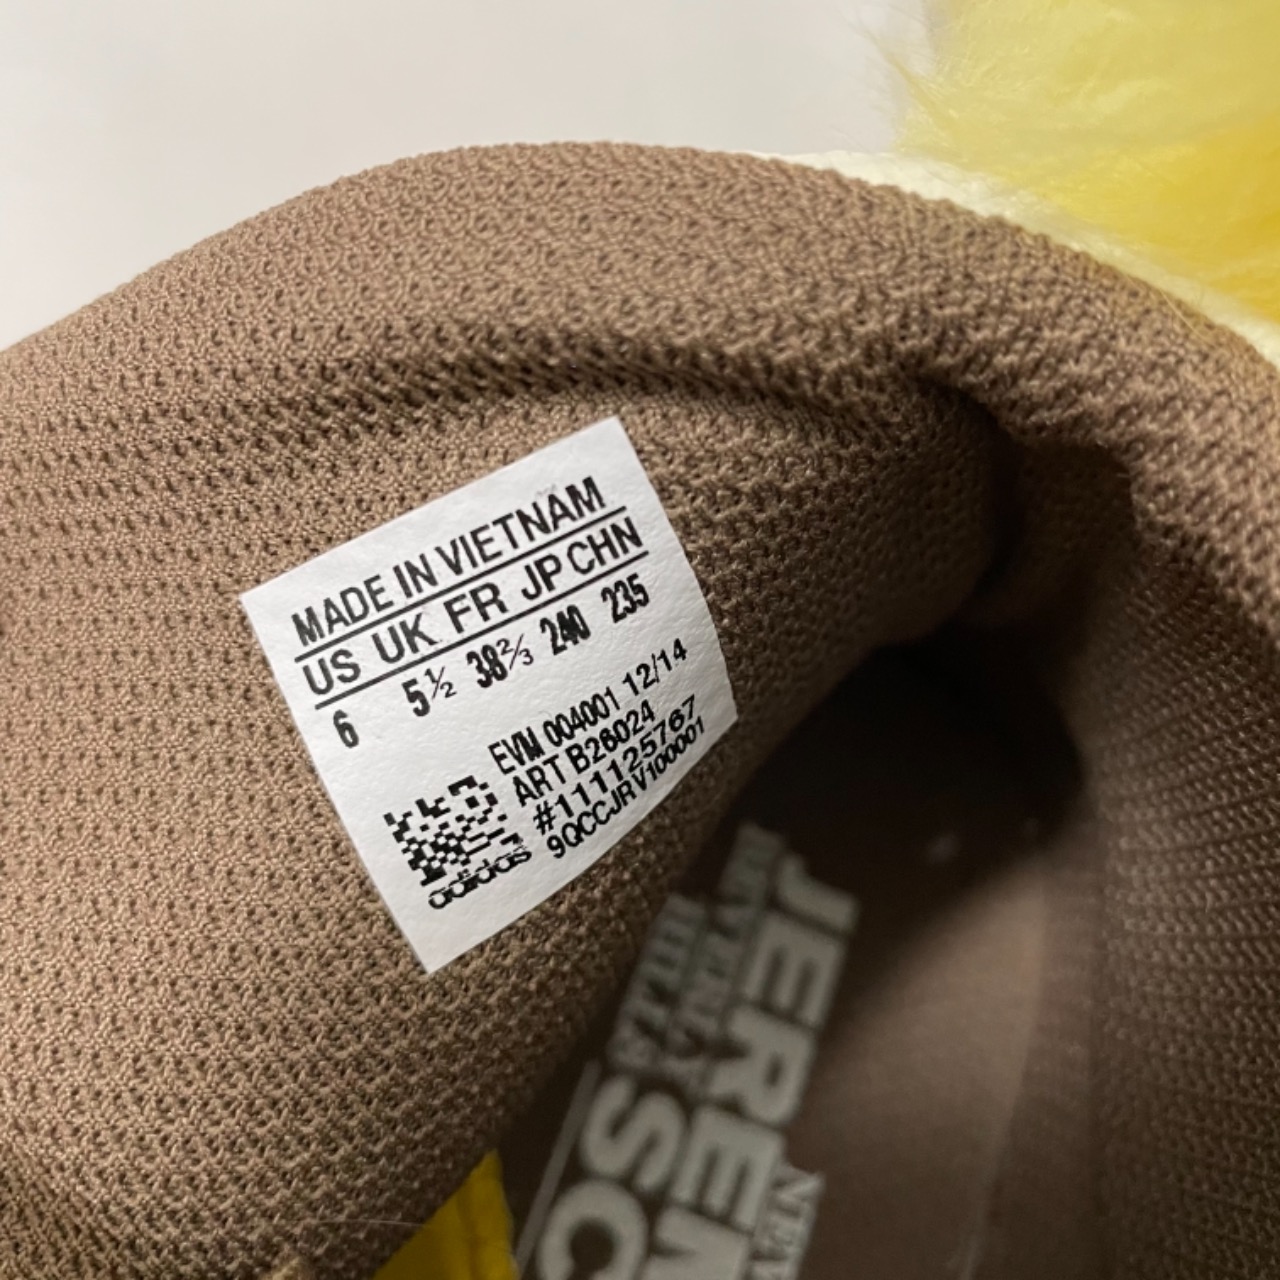 MADE IN VIETNAM
US UK FR JP CHN
6 5½ 38⅔ 240 235
EVM 004001 12/14
ART B26024
#111125767
9QCCJRV100001
adidas
JEREM
SC